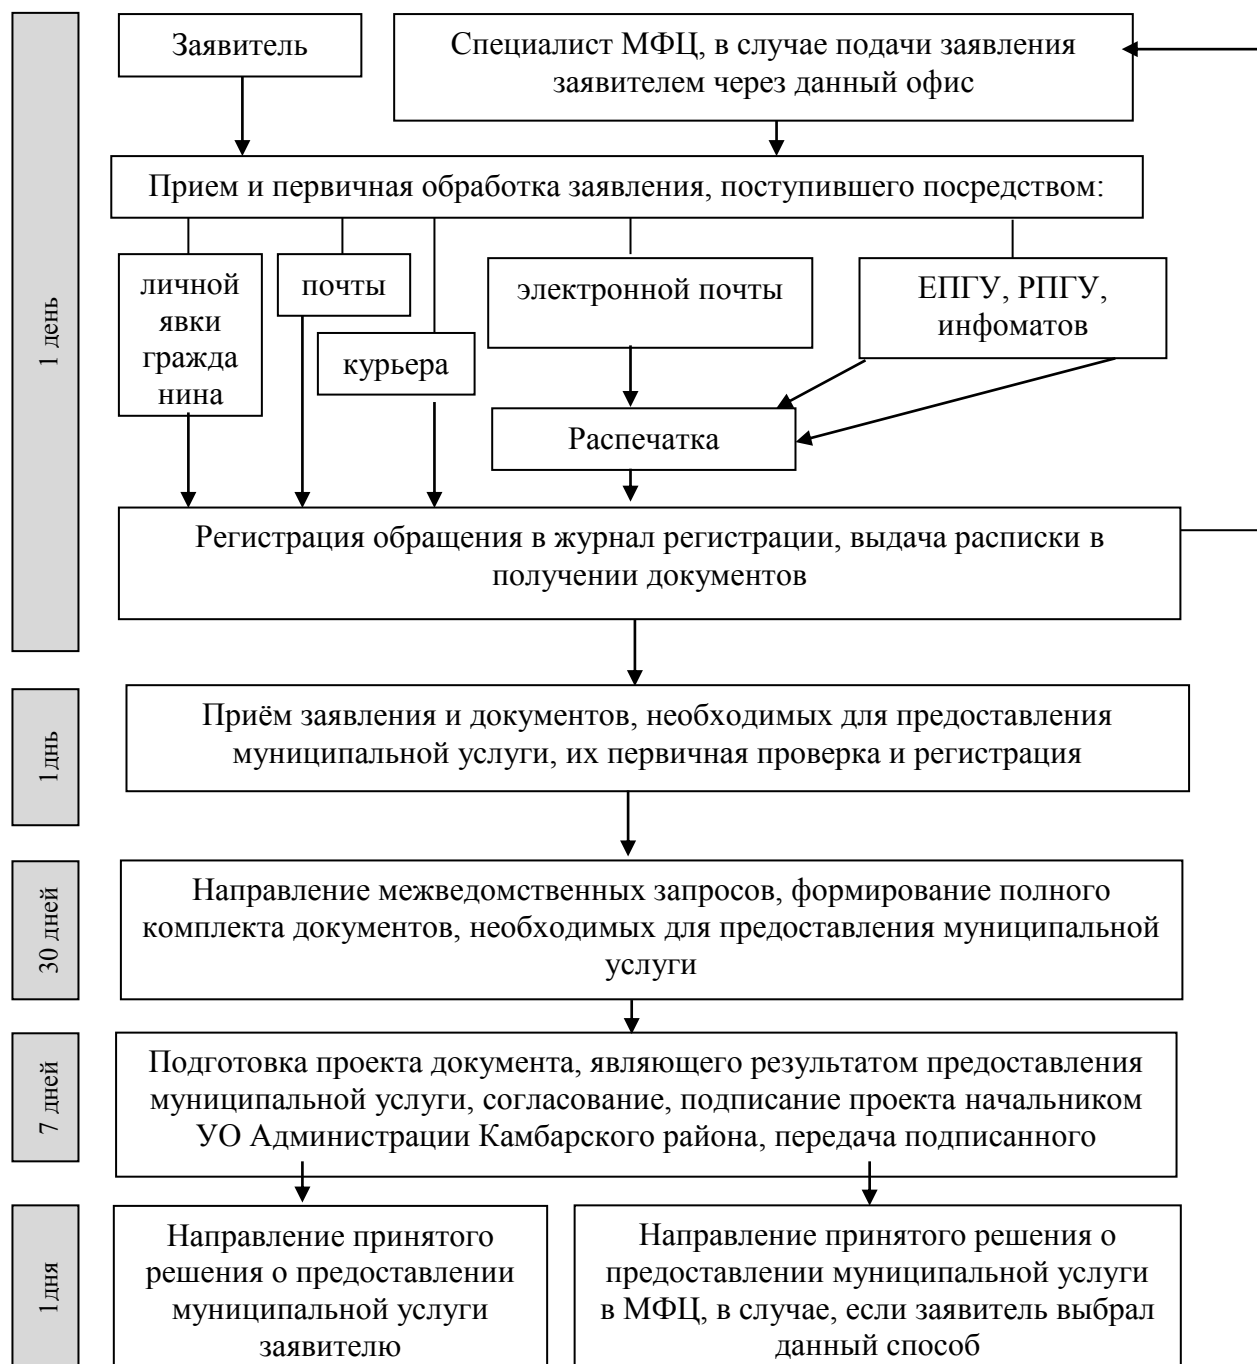 Заявитель
Специалист МФЦ, в случае подачи заявления
заявителем через данный офис
Прием и первичная обработка заявления, поступившего посредством:
1 день
личной
явки
гражда
нина
почты
курьера
электронной почты
ЕПГУ, РПГУ,
инфоматов
Распечатка
Регистрация обращения в журнал регистрации, выдача расписки в
получении документов
1днь
Приём заявления и документов, необходимых для предоставления
муниципальной услуги, их первичная проверка и регистрация
30 дней
Направление межведомственных запросов, формирование полного
комплекта документов, необходимых для предоставления муниципальной
услуги
7 дней
Подготовка проекта документа, являющего результатом предоставления
муниципальной услуги, согласование, подписание проекта начальником
УО Администрации Камбарского района, передача подписанного
1дня
Направление принятого
решения о предоставлении
муниципальной услуги
заявителю
Направление принятого решения о
предоставлении муниципальной услуги
в МФЦ, в случае, если заявитель выбрал
данный способ